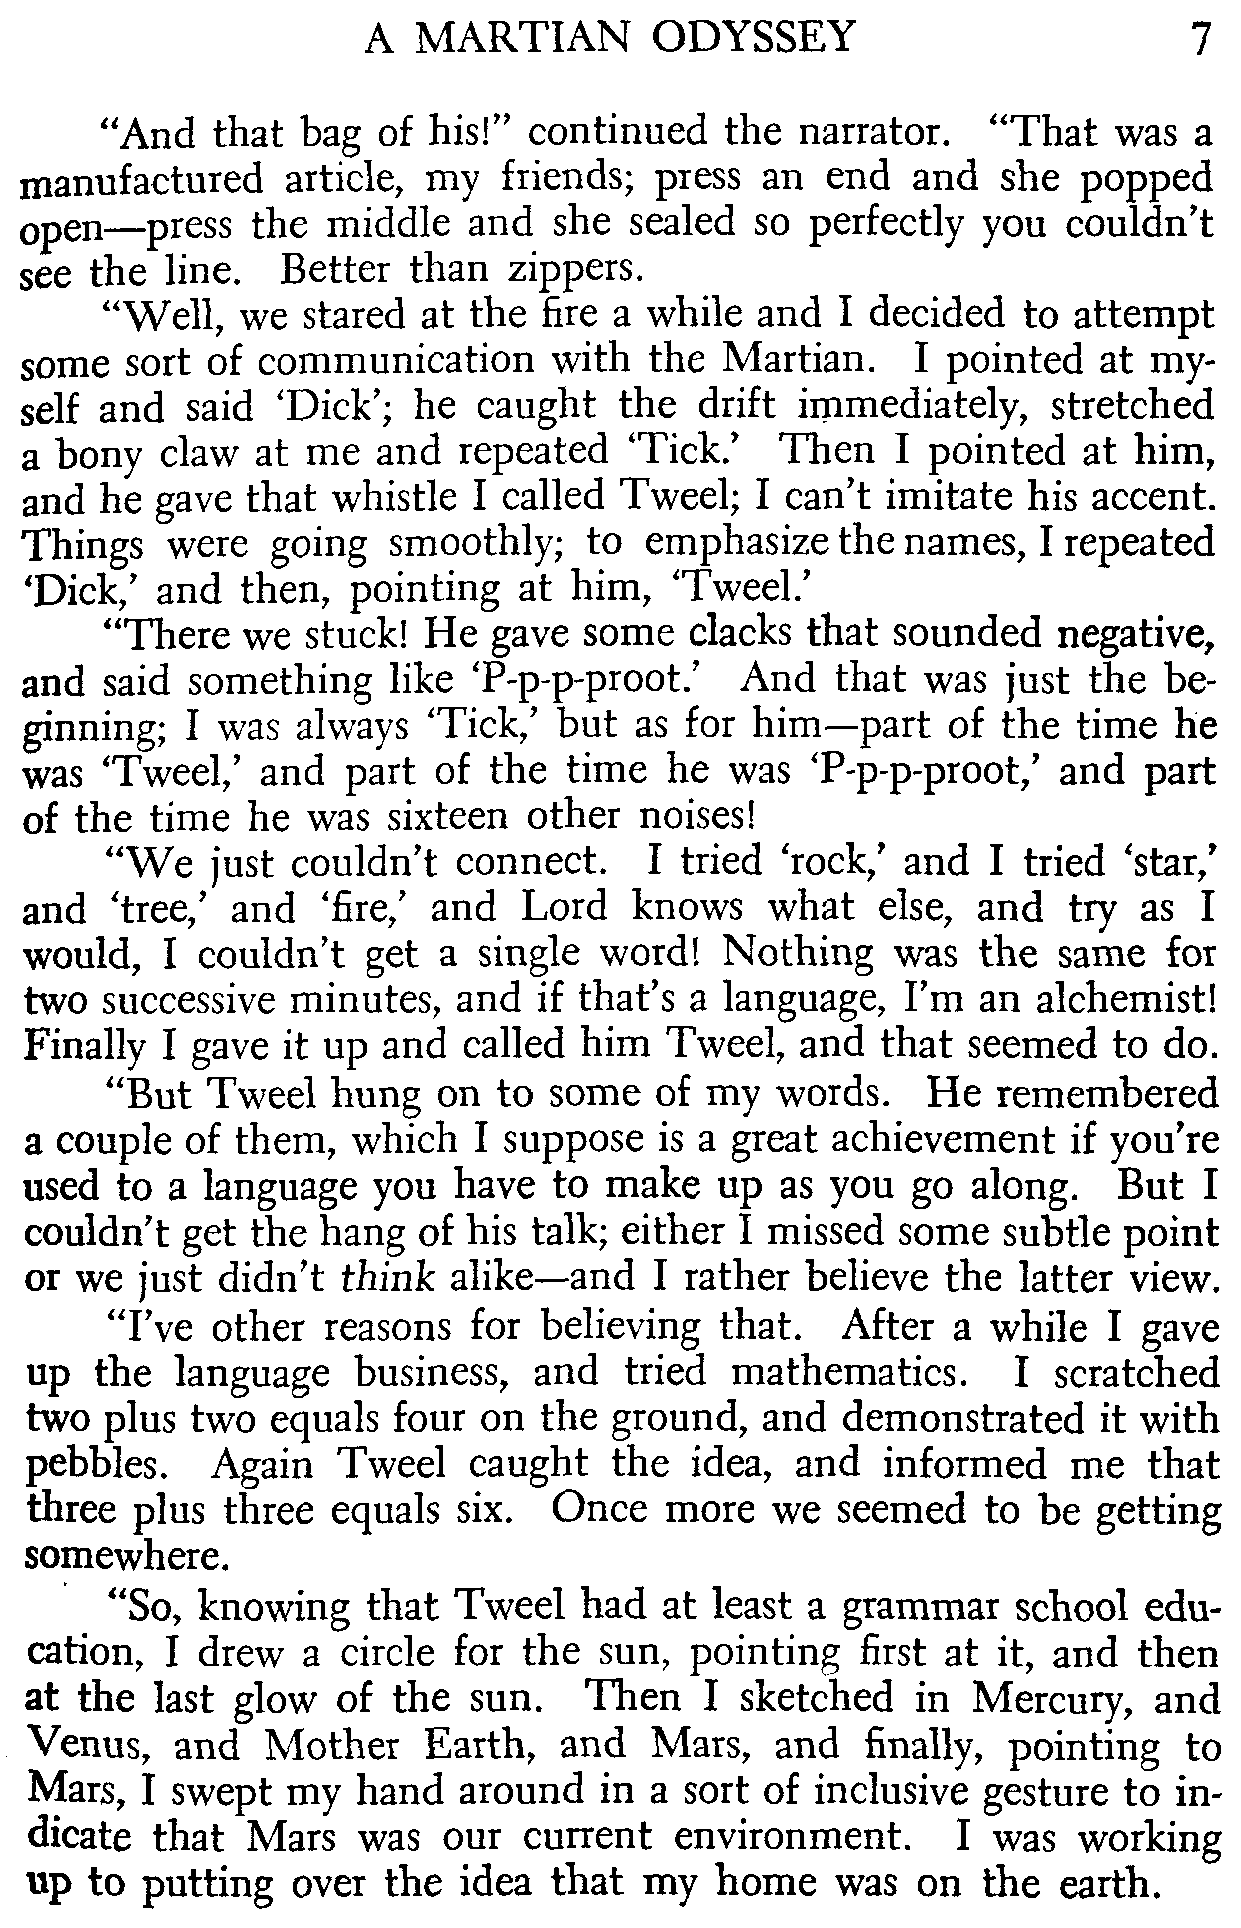 A MARTIAN ODYSSEY 7
“And that bag of his!” continued the narrator. “That was a
manufactured article, my friends; press an end and she popped
open—press the middle and she sealed so perfectly you couldn’t
see the line. Better than zippers.
“Well, we stared at the fire a while and I decided to attempt
some sort of communication with the Martian. I pointed at my-
self and said ‘Dick’; he caught the drift immediately, stretched
a bony claw at me and repeated ‘Tick.’ Then I pointed at him,
and he gave that whistle I called Tweel; I can’t imitate his accent.
Things were going smoothly; to emphasize the names, I repeated
‘Dick,’ and then, pointing at him, ‘Tweel.’
“There we stuck! He gave some clacks that sounded negative,
and said something like ‘P-p-p-proot.’ And that was just the be-
ginning; I was always ‘Tick,’ but as for him—part of the time he
was ‘Tweel,’ and part of the time he was ‘P-p-p-proot,’ and part
of the time he was sixteen other noises!
“We just couldn’t connect. I tried ‘rock,’ and I tried ‘star,’
and ‘tree,’ and ‘fire,’ and Lord knows what else, and try as I
would, I couldn’t get a single word! Nothing was the same for
two successive minutes, and if that’s a language, I’m an alchemist!
Finally I gave it up and called him Tweel, and that seemed to do.
“But Tweel hung on to some of my words. He remembered
a couple of them, which I suppose is a great achievement if you’re
used to a language you have to make up as you go along. But I
couldn’t get the hang of his talk; either I missed some subtle point
or we just didn’t think alike—and I rather believe the latter view.
“I’ve other reasons for believing that. After a while I gave
up the language business, and tried mathematics. I scratched
two plus two equals four on the ground, and demonstrated it with
pebbles. Again Tweel caught the idea, and informed me that
three plus three equals six. Once more we seemed to be getting
somewhere.
“So, knowing that Tweel had at least a grammar school edu-
cation, I drew a circle for the sun, pointing first at it, and then
at the last glow of the sun. Then I sketched in Mercury, and
Venus, and Mother Earth, and Mars, and finally, pointing to
Mars, I swept my hand around in a sort of inclusive gesture to in-
dicate that Mars was our current environment. I was working
up to putting over the idea that my home was on the earth.